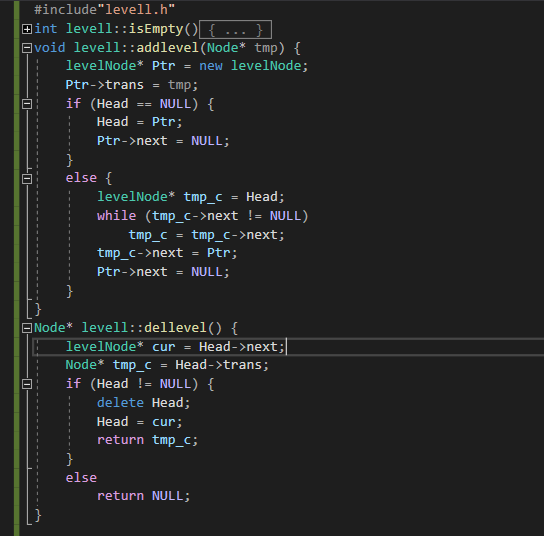 #include"levell.h"
int levell::isEmpty(){ ... }
void levell::addlevel(Node* tmp) {
    levelNode* Ptr = new levelNode;
    Ptr->trans = tmp;
    if (Head == NULL) {
        Head = Ptr;
        Ptr->next = NULL;
    }
    else {
        levelNode* tmp_c = Head;
        while (tmp_c->next != NULL)
            tmp_c = tmp_c->next;
        tmp_c->next = Ptr;
        Ptr->next = NULL;
    }
}
Node* levell::dellevel() {
    levelNode* cur = Head->next;
    Node* tmp_c = Head->trans;
    if (Head != NULL) {
        delete Head;
        Head = cur;
        return tmp_c;
    }
    else
        return NULL;
}